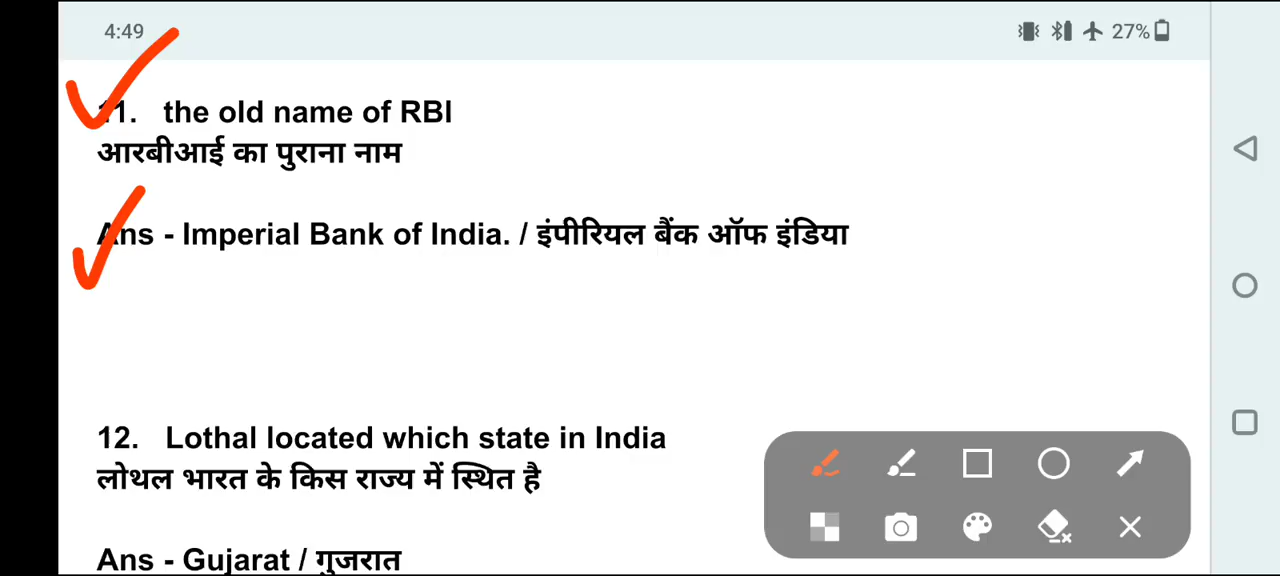 4:49
27%
11. the old name of RBI
आरबीआई का पुराना नाम
Ans - Imperial Bank of India. / इंपीरियल बैंक ऑफ इंडिया
12. Lothal located which state in India
लोथल भारत के किस राज्य में स्थित है
Ans - Gujarat / गुजरात